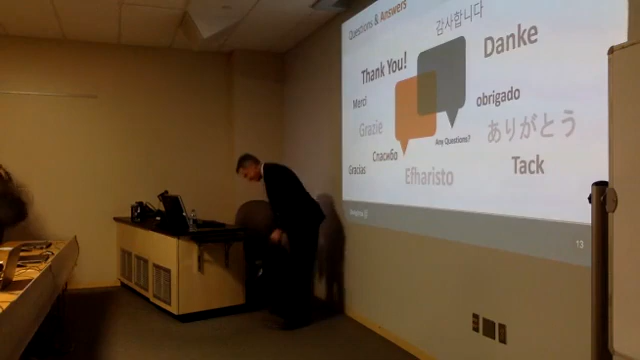 Questions & Answers
감사합니다
Danke
Thank You!
Merci
obrigado
Grazie
Any Questions?
ありがとう
Спасибо
Gracias
Efharisto
Tack
13